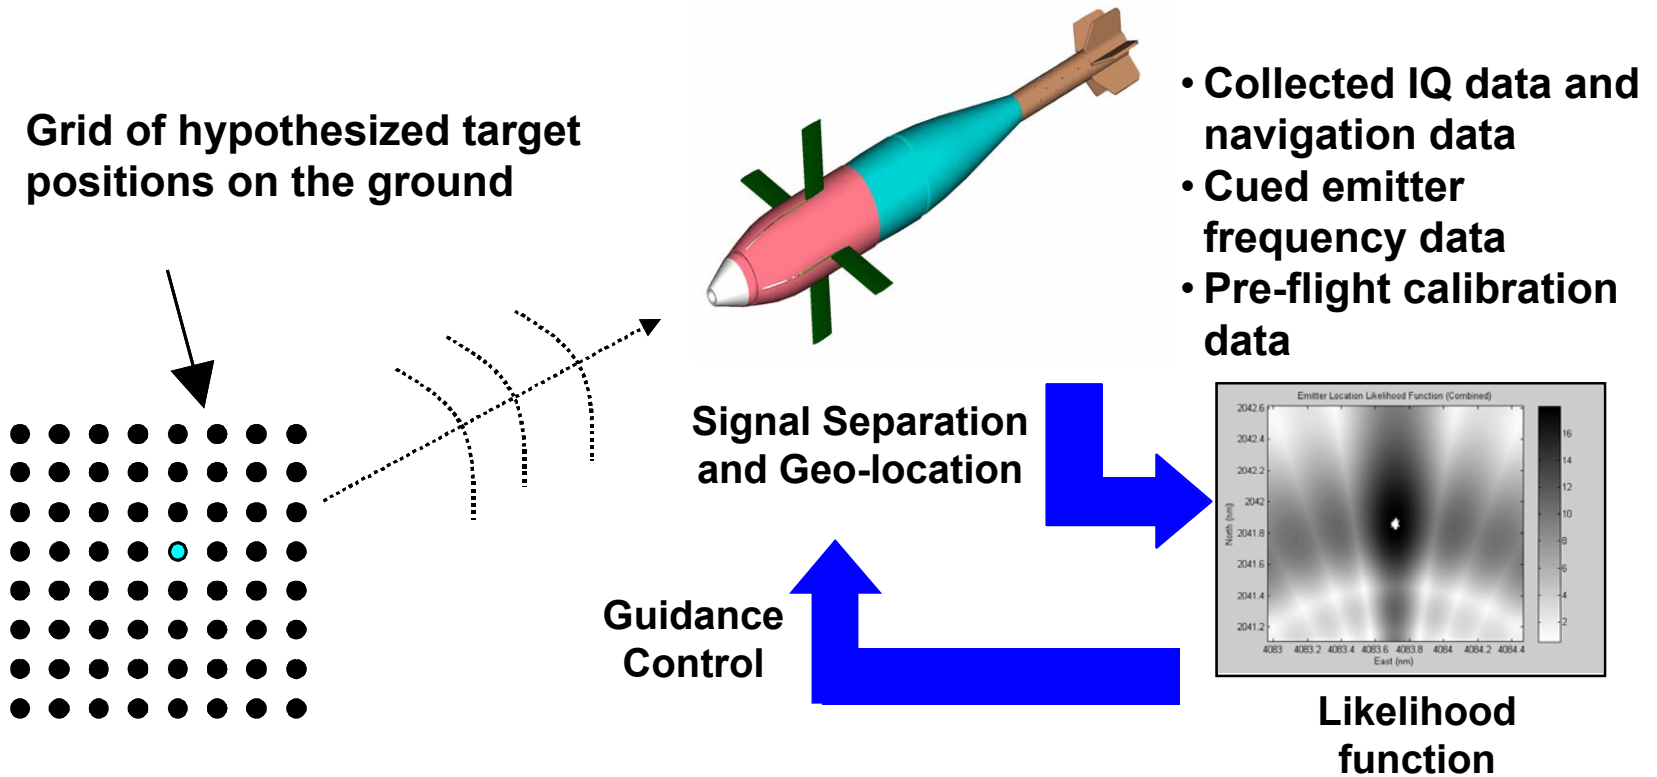 Grid of hypothesized target
positions on the ground
• Collected IQ data and
navigation data
• Cued emitter
frequency data
• Pre-flight calibration
data
Signal Separation
and Geo-location
Guidance
Control
Emitter Location Likelihood Function (Combined)
2042.6
2042.4
2042.2
2042
2041.8
2041.6
2041.4
2041.2
North (nm)
4083 4083.2 4083.4 4083.6 4083.8 4084 4084.2 4084.4
East (nm)
16
14
12
10
8
6
4
2
Likelihood
function